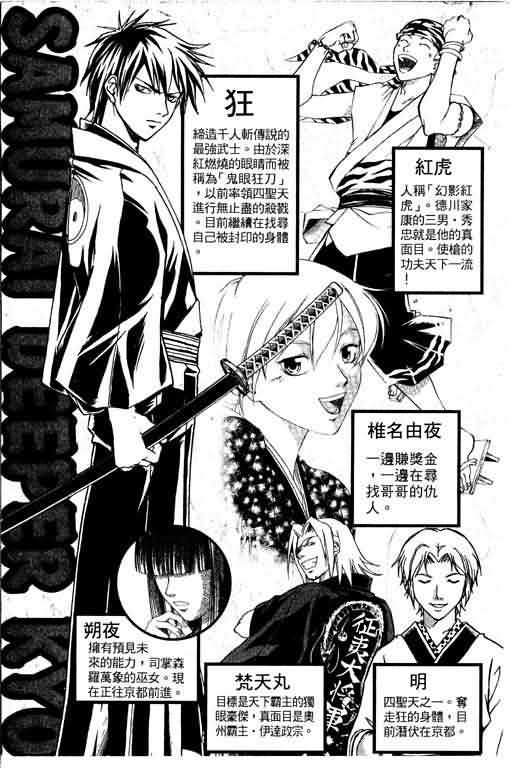 SAMURAI DEEPER KYO
狂
締造千人斬傳說的
最強武士。由於深
紅燃燒的眼睛而被
稱為「鬼眼狂刀」
，以前率領四聖天
進行無止盡的殺戮
。目前繼續在找尋
自己被封印的身體
。
紅虎
人稱「幻影紅
虎」。德川家
康的三男・秀
忠就是他的真
面目。使槍的
功夫天下一流
！
椎名由夜
一邊賺獎金
，一邊在尋
找哥哥的仇
人。
朔夜
擁有預見未
來的能力，司掌森
羅萬象的巫女。現
在正往京都前進。
梵天丸
目標是天下霸主的獨
眼豪傑，真面目是奧
州霸主・伊達政宗。
征夷大將軍
明
四聖天之一。奪
走狂的身體，目
前潛伏在京都。